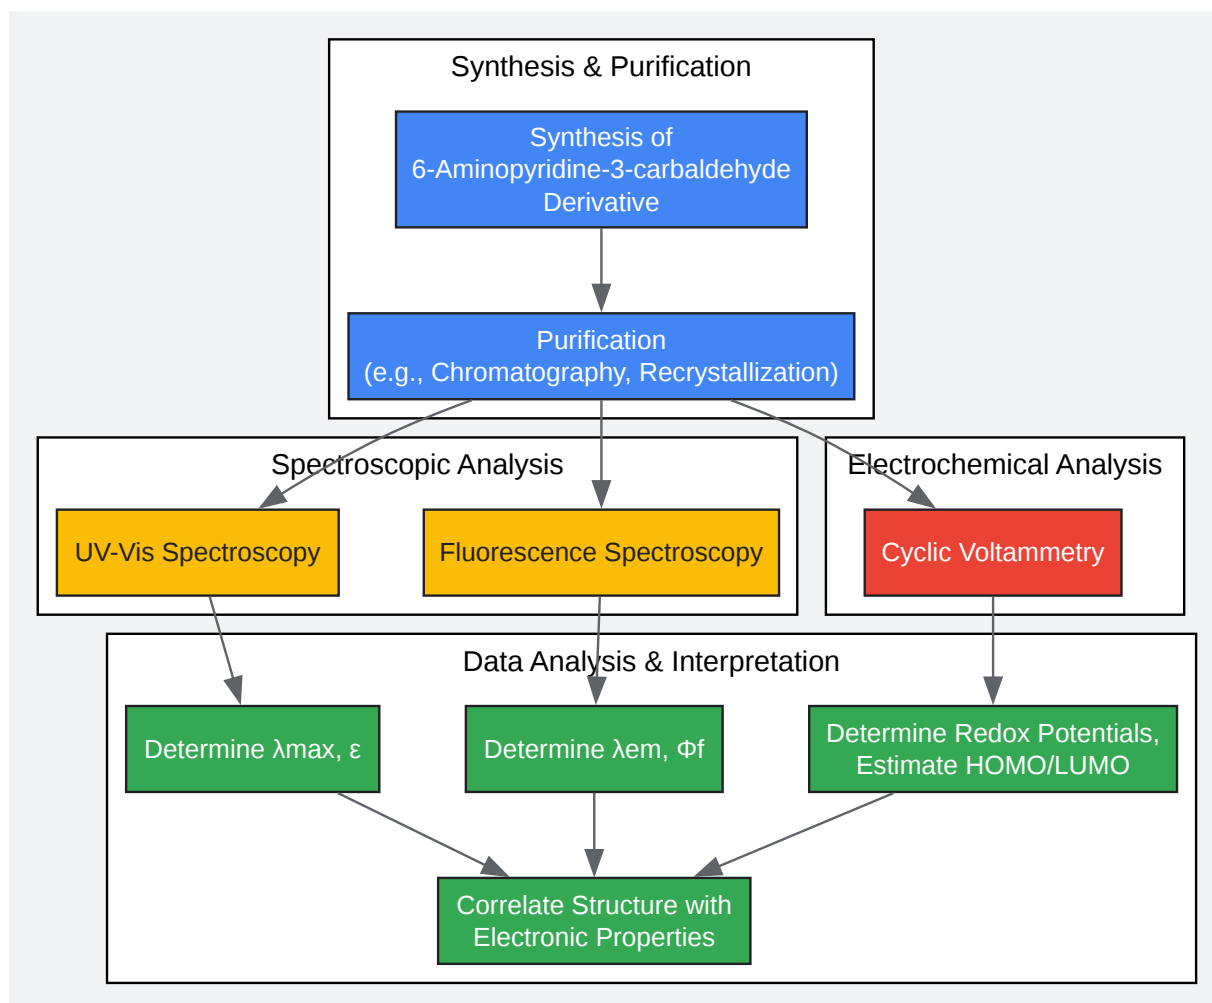 Synthesis & Purification
Synthesis of
6-Aminopyridine-3-carbaldehyde
Derivative
Purification
(e.g., Chromatography, Recrystallization)
Spectroscopic Analysis
Electrochemical Analysis
UV-Vis Spectroscopy
Fluorescence Spectroscopy
Cyclic Voltammetry
Data Analysis & Interpretation
Determine λmax, ε
Determine λem, Φf
Determine Redox Potentials,
Estimate HOMO/LUMO
Correlate Structure with
Electronic Properties